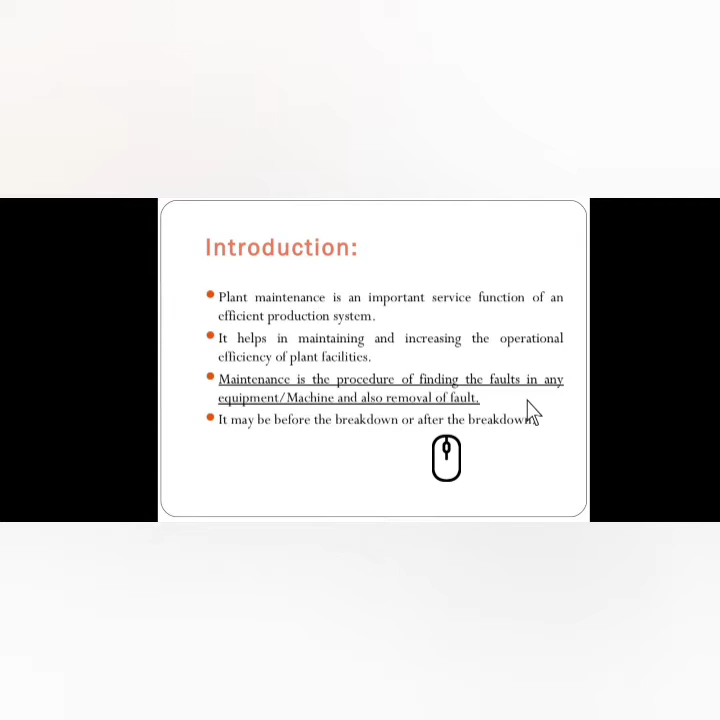 Introduction:
Plant maintenance is an important service function of an
efficient production system.
It helps in maintaining and increasing the operational
efficiency of plant facilities.
Maintenance is the procedure of finding the faults in any
equipment/Machine and also removal of fault.
It may be before the breakdown or after the breakdown.